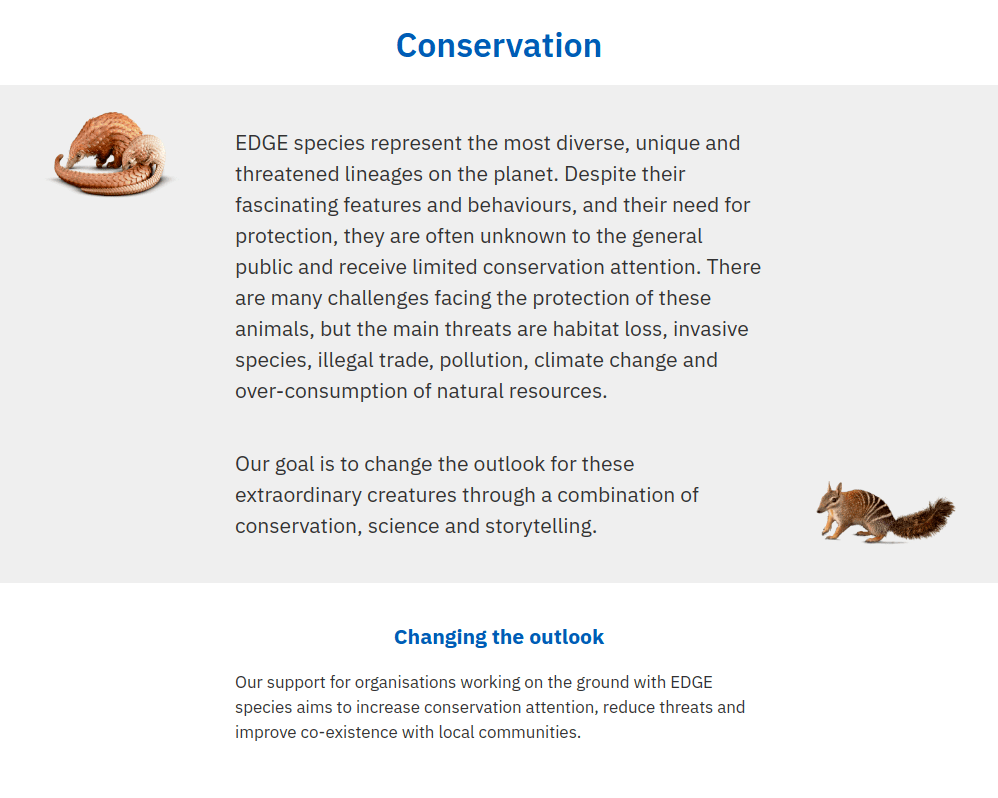 Conservation
EDGE species represent the most diverse, unique and
threatened lineages on the planet. Despite their
fascinating features and behaviours, and their need for
protection, they are often unknown to the general
public and receive limited conservation attention. There
are many challenges facing the protection of these
animals, but the main threats are habitat loss, invasive
species, illegal trade, pollution, climate change and
over-consumption of natural resources.
Our goal is to change the outlook for these
extraordinary creatures through a combination of
conservation, science and storytelling.
Changing the outlook
Our support for organisations working on the ground with EDGE
species aims to increase conservation attention, reduce threats and
improve co-existence with local communities.